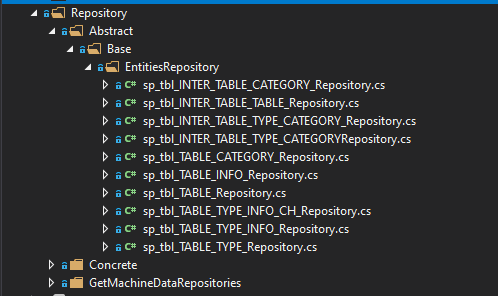 Repository
Abstract
Base
EntitiesRepository
C# sp_tbl_INTER_TABLE_CATEGORY_Repository.cs
C# sp_tbl_INTER_TABLE_TABLE_Repository.cs
C# sp_tbl_INTER_TABLE_TYPE_CATEGORY_Repository.cs
C# sp_tbl_INTER_TABLE_TYPE_CATEGORYRepository.cs
C# sp_tbl_TABLE_CATEGORY_Repository.cs
C# sp_tbl_TABLE_INFO_Repository.cs
C# sp_tbl_TABLE_Repository.cs
C# sp_tbl_TABLE_TYPE_INFO_CH_Repository.cs
C# sp_tbl_TABLE_TYPE_INFO_Repository.cs
C# sp_tbl_TABLE_TYPE_Repository.cs
Concrete
GetMachineDataRepositories